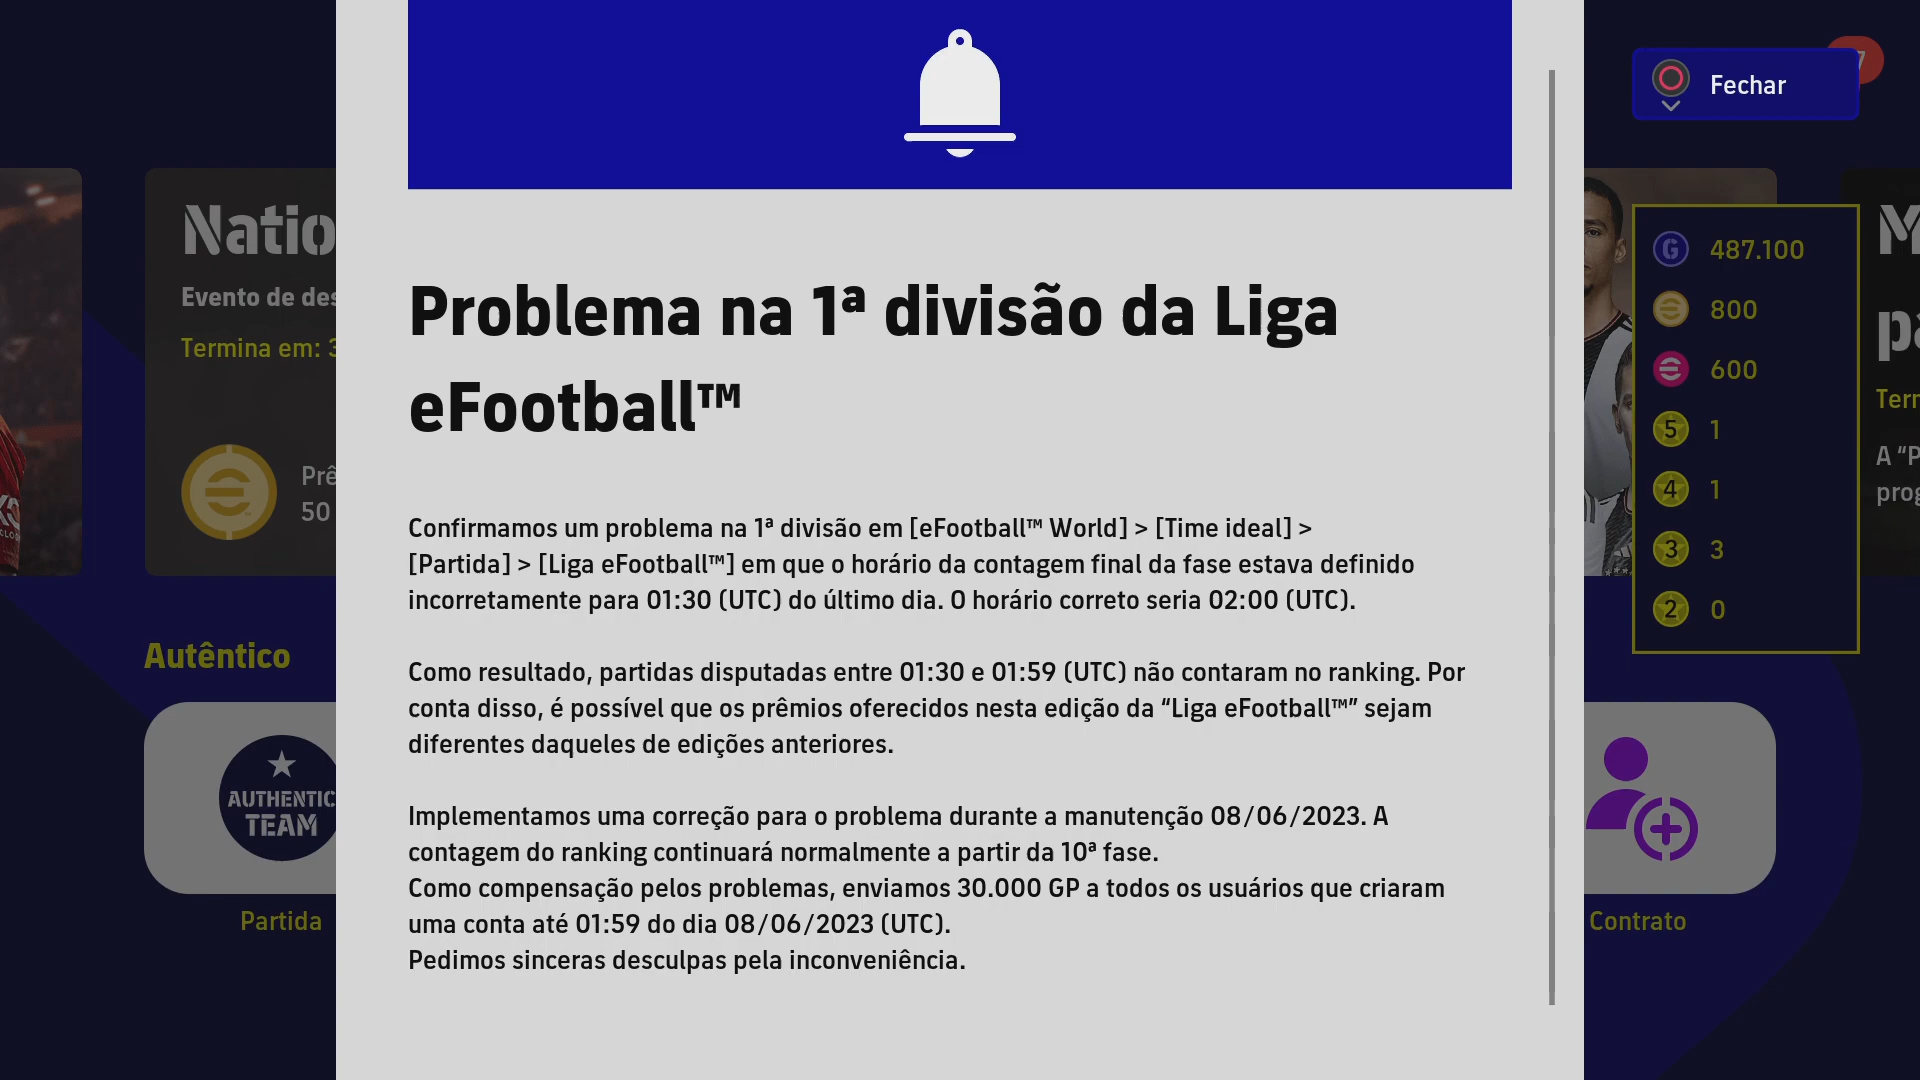 Fechar
7
Problema na 1ª divisão da Liga
eFootball™
Confirmamos um problema na 1ª divisão em [eFootball™ World] > [Time ideal] >
[Partida] > [Liga eFootball™] em que o horário da contagem final da fase estava definido
incorretamente para 01:30 (UTC) do último dia. O horário correto seria 02:00 (UTC).
Como resultado, partidas disputadas entre 01:30 e 01:59 (UTC) não contaram no ranking. Por
conta disso, é possível que os prêmios oferecidos nesta edição da “Liga eFootball™” sejam
diferentes daqueles de edições anteriores.
Implementamos uma correção para o problema durante a manutenção 08/06/2023. A
contagem do ranking continuará normalmente a partir da 10ª fase.
Como compensação pelos problemas, enviamos 30.000 GP a todos os usuários que criaram
uma conta até 01:59 do dia 08/06/2023 (UTC).
Pedimos sinceras desculpas pela inconveniência.
Natio
Evento de des
Termina em: 3
Prê
50
Autêntico
AUTHENTIC
TEAM
Partida
G 487.100
800
600
5 1
4 1
3 3
2 0
M
pa
Terr
A “P
prog
Contrato